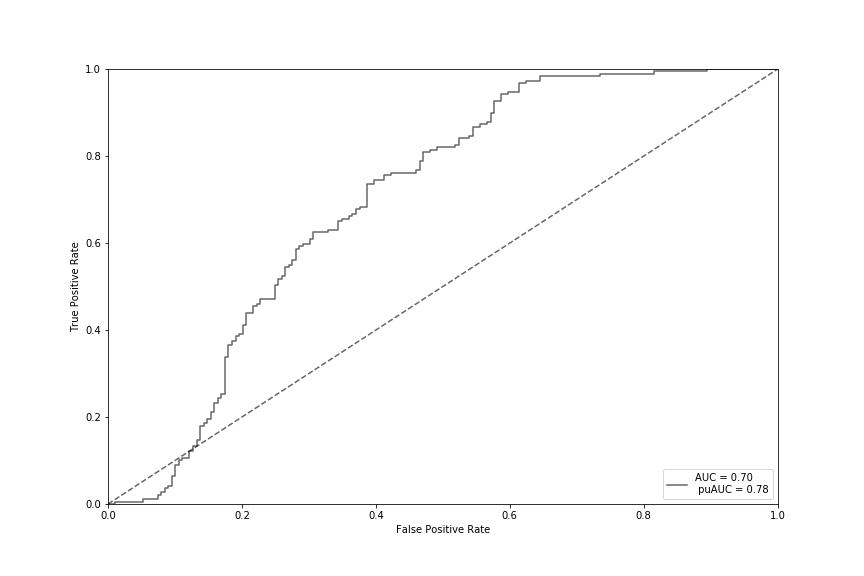 1.0
0.8
0.6
0.4
0.2
0.0
True Positive Rate
0.0 0.2 0.4 0.6 0.8 1.0
False Positive Rate
AUC = 0.70
puAUC = 0.78